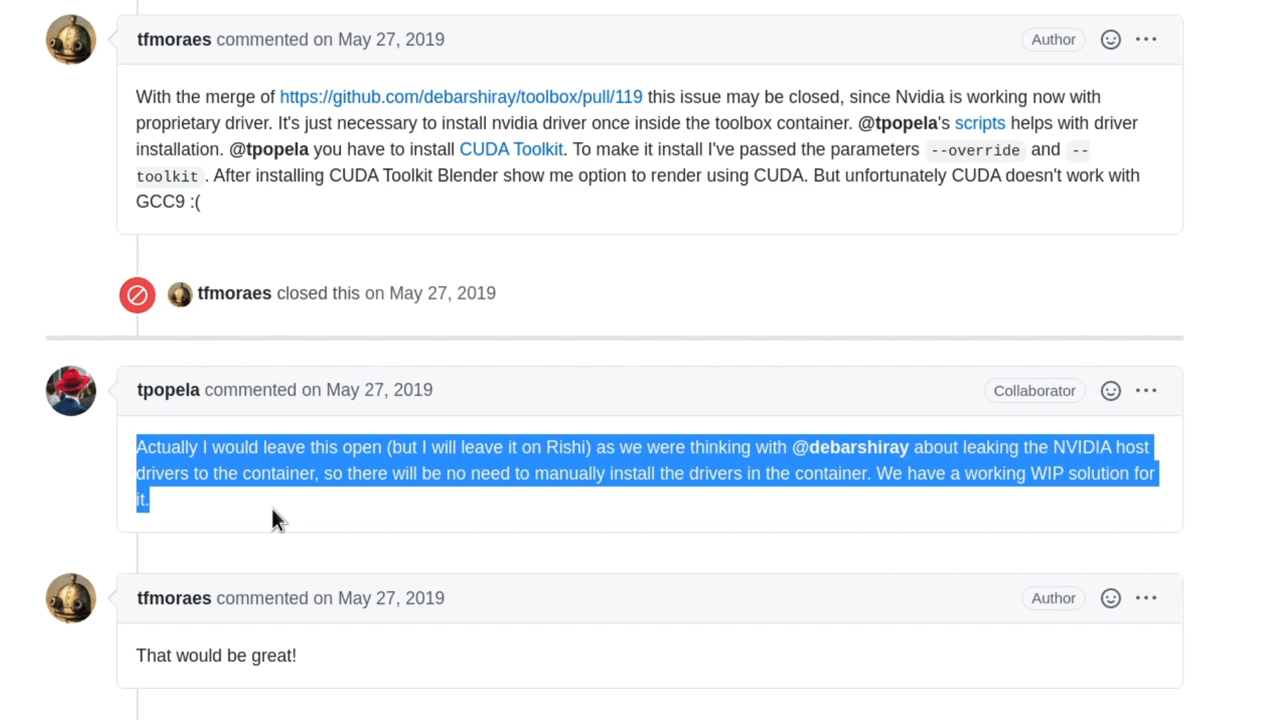 tfmoraes commented on May 27, 2019 Author
With the merge of https://github.com/debarshiray/toolbox/pull/119 this issue may be closed, since Nvidia is working now with
proprietary driver. It's just necessary to install nvidia driver once inside the toolbox container. @tpopela's scripts helps with driver
installation. @tpopela you have to install CUDA Toolkit. To make it install I've passed the parameters --override and --
toolkit. After installing CUDA Toolkit Blender show me option to render using CUDA. But unfortunately CUDA doesn't work with
GCC9 :(
tfmoraes closed this on May 27, 2019
tpopela commented on May 27, 2019 Collaborator
Actually I would leave this open (but I will leave it on Rishi) as we were thinking with @debarshiray about leaking the NVIDIA host
drivers to the container, so there will be no need to manually install the drivers in the container. We have a working WIP solution for
it.
tfmoraes commented on May 27, 2019 Author
That would be great!